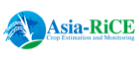 Asia-RiCE
Crop Estimation and Monitoring